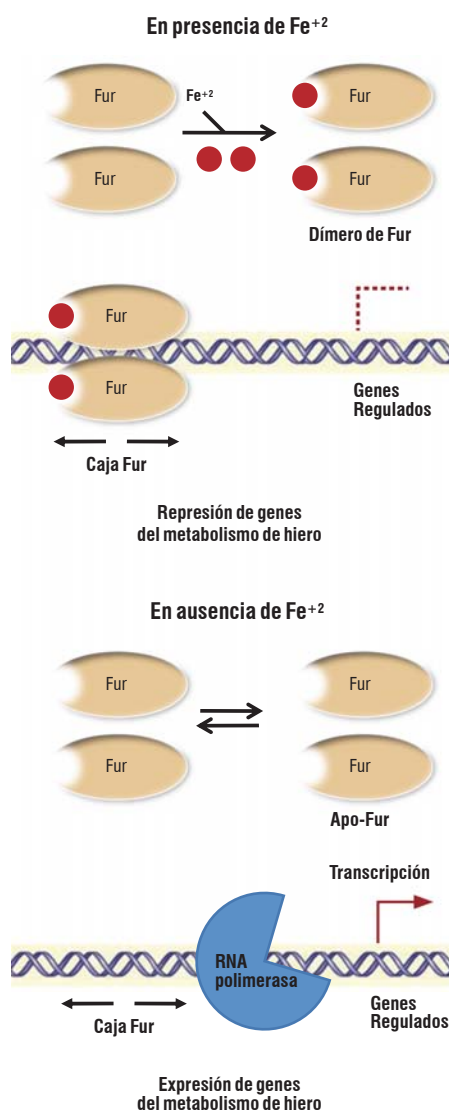 En presencia de Fe⁺²
Fur
Fe⁺²
Fur
Fur
Fur
Dímero de Fur
Fur
Fur
Genes
Regulados
Caja Fur
Represión de genes
del metabolismo de hiero
En ausencia de Fe⁺²
Fur
Fur
Fur
Fur
Apo-Fur
Transcripción
RNA
polimerasa
Caja Fur
Genes
Regulados
Expresión de genes
del metabolismo de hiero